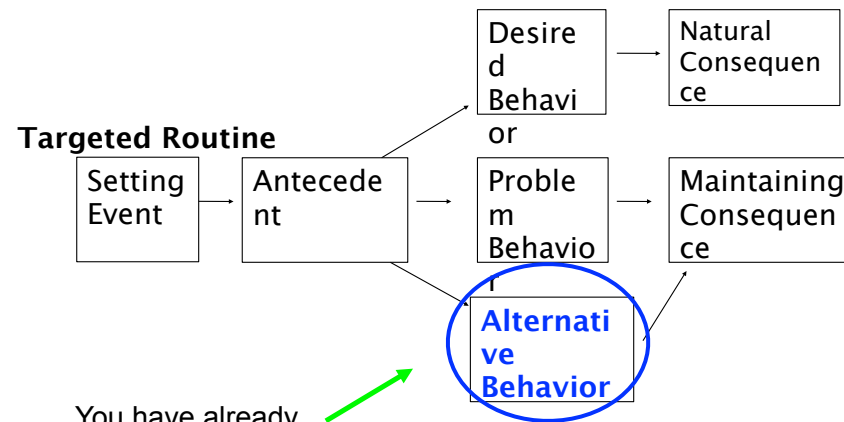 Desire
d
Behavi
or
Natural
Consequen
ce
Targeted Routine
Setting
Event
Antecede
nt
Proble
m
Behavio
r
Maintaining
Consequen
ce
Alternati
ve
Behavior
You have already